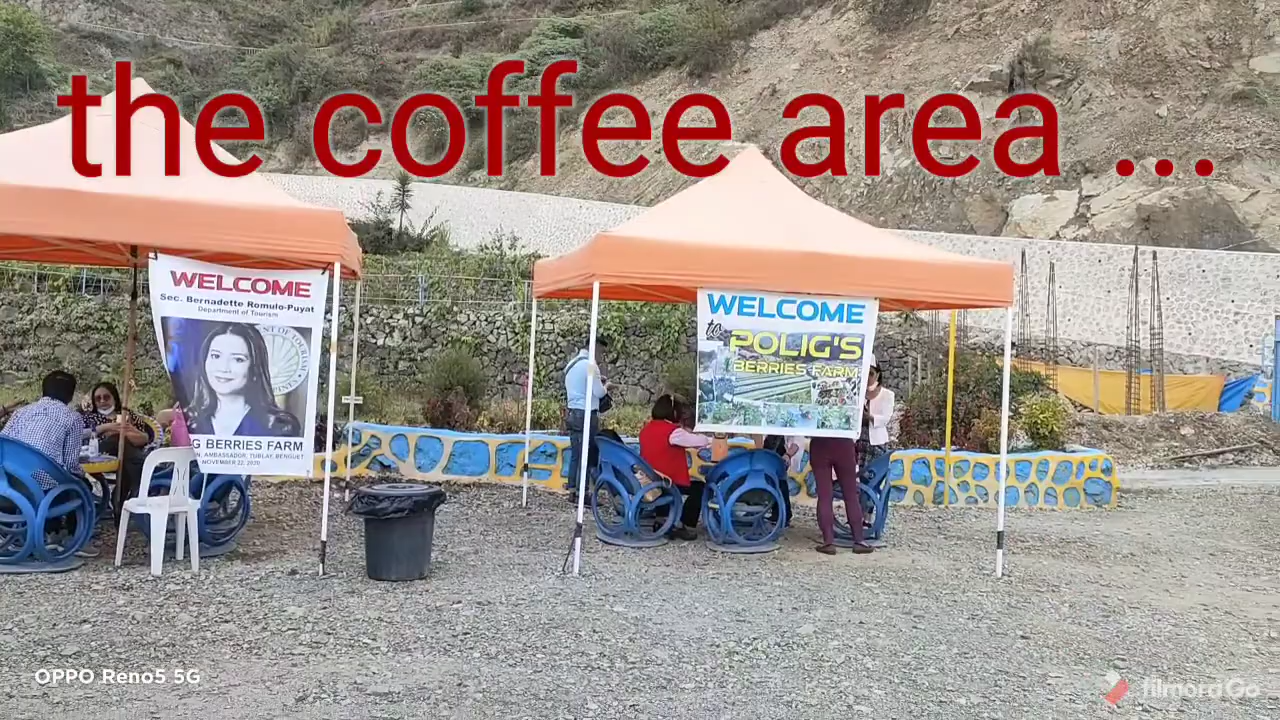 the coffee area ...
WELCOME
Sec. Bernadette Romulo-Puyat
Department of Tourism
G BERRIES FARM
N, AMBASSADOR, TUBLAY, BENGUET
NOVEMBER 22, 2020
WELCOME
to
POLIG'S
BERRIES FARM
OPPO Reno5 5G
filmoraGo